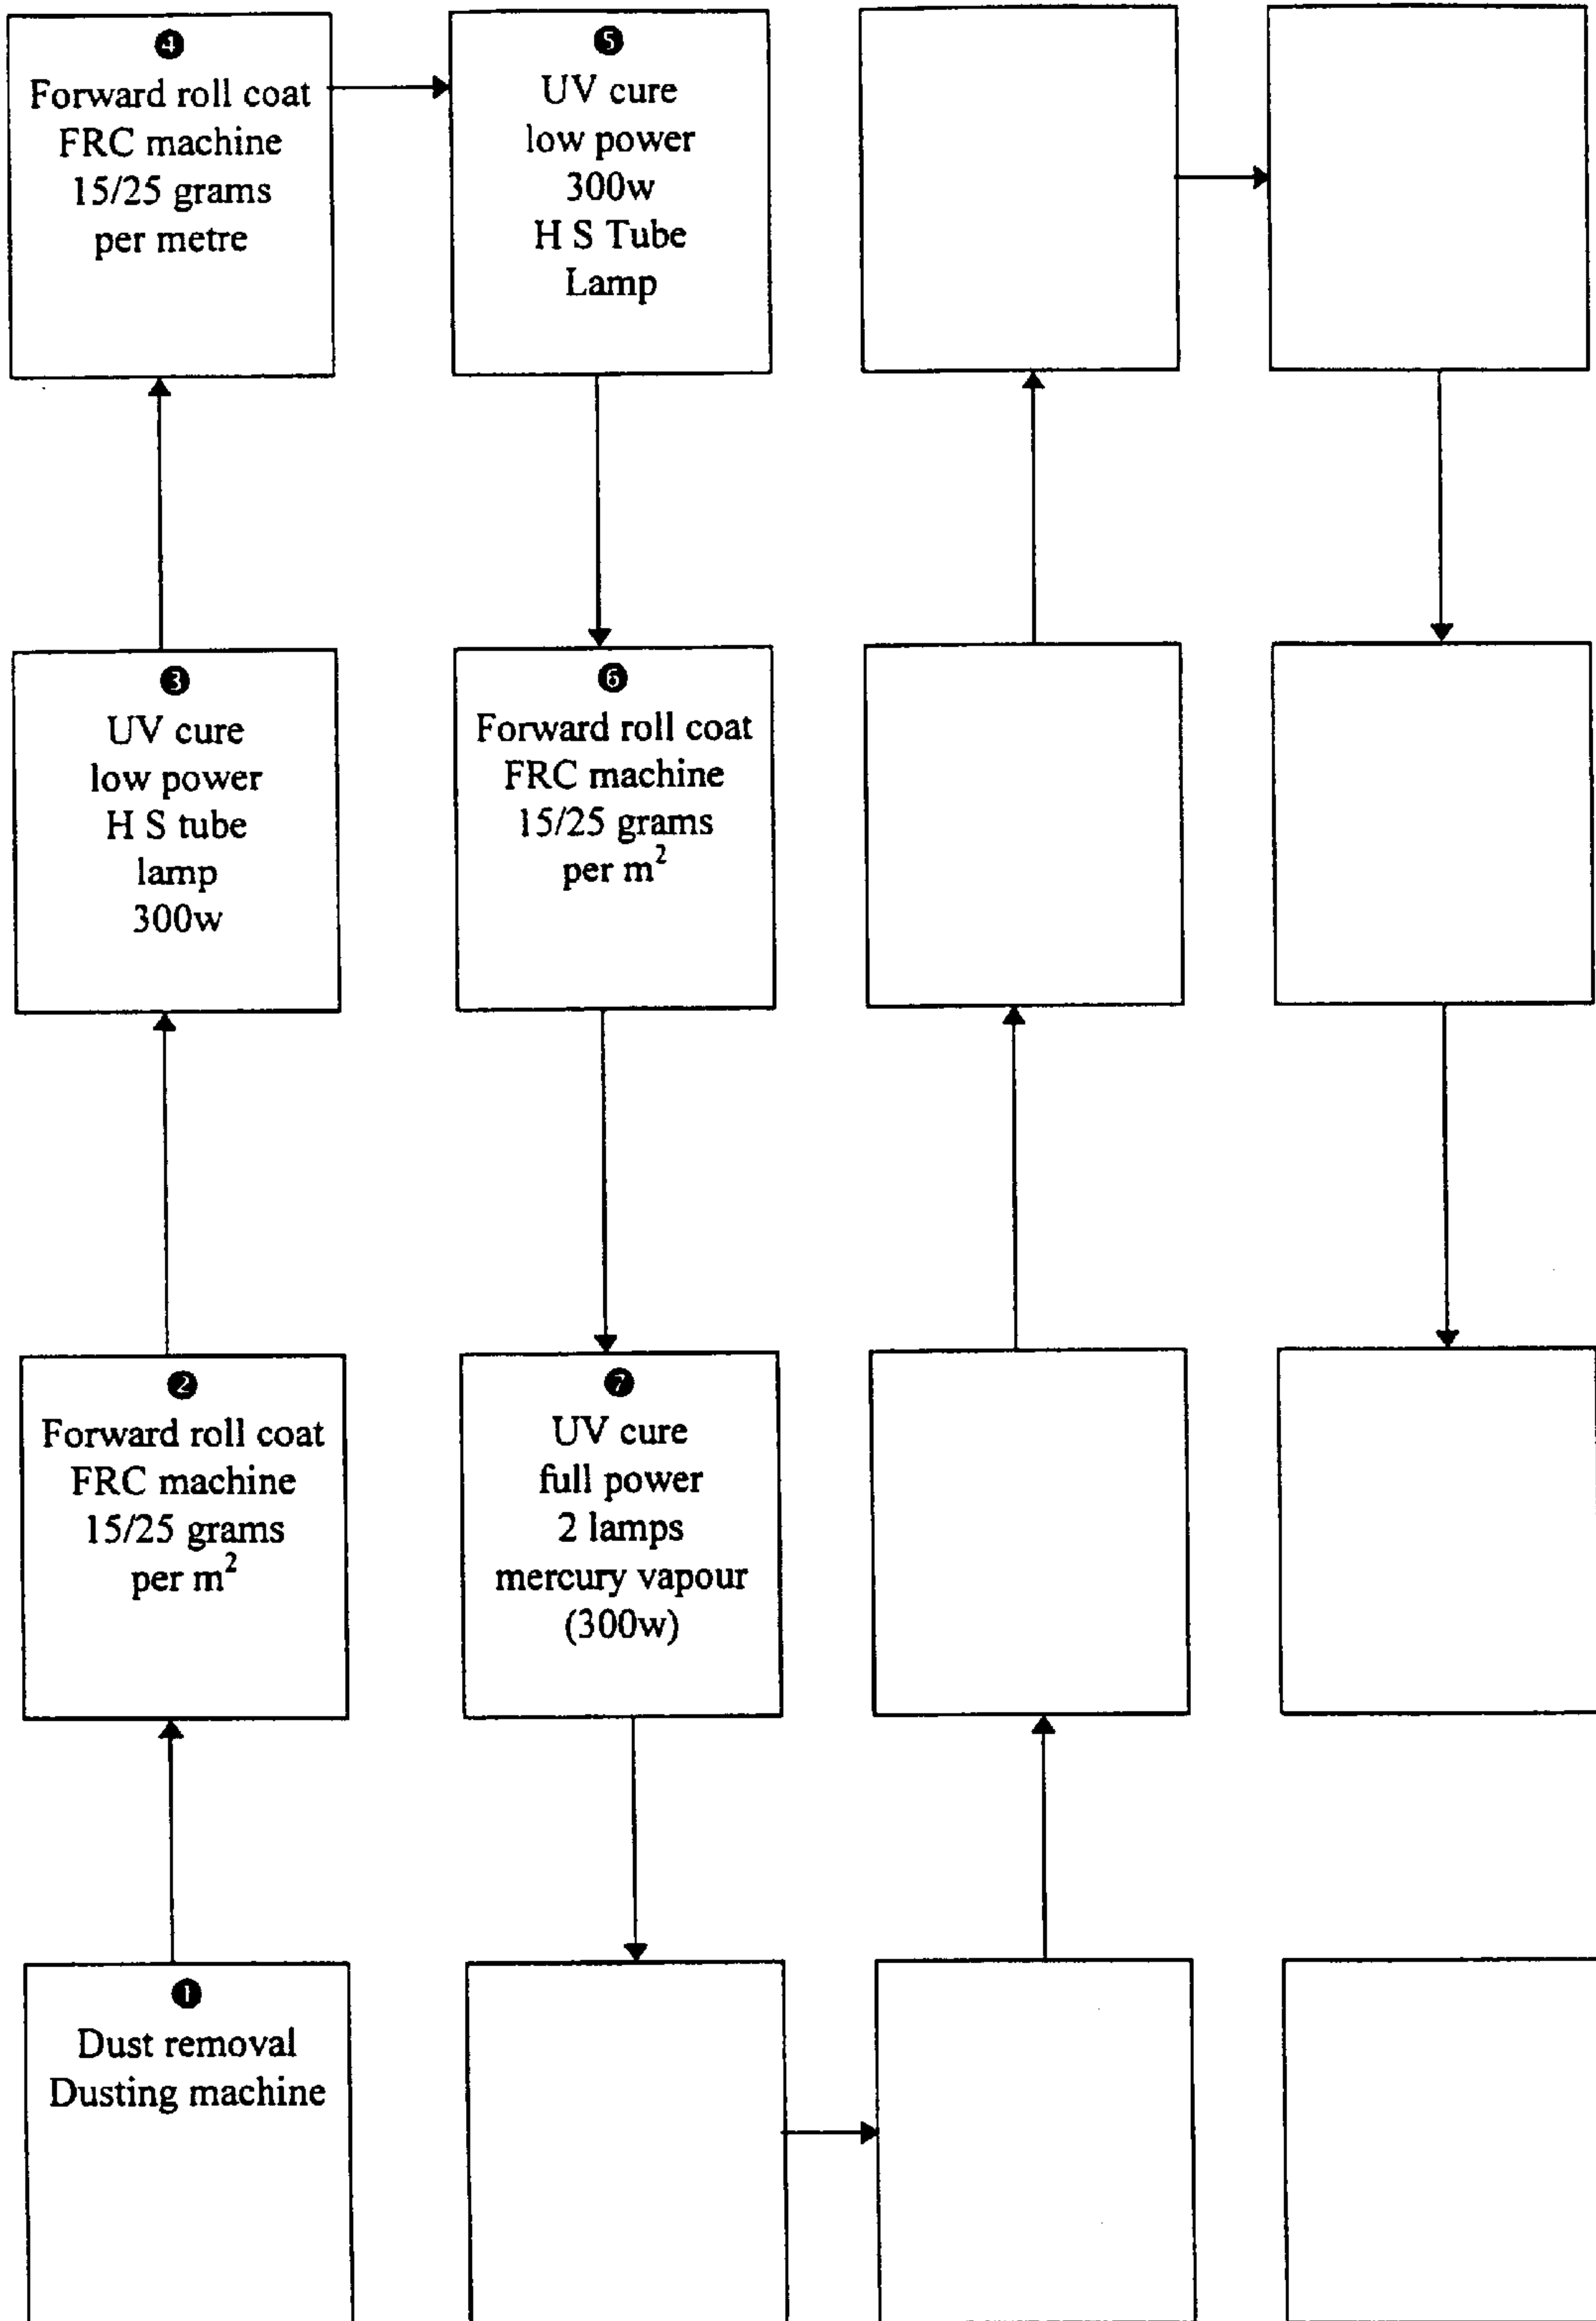 ❹
Forward roll coat
FRC machine
15/25 grams
per metre
❺
UV cure
low power
300w
H S Tube
Lamp
❸
UV cure
low power
H S tube
lamp
300w
❻
Forward roll coat
FRC machine
15/25 grams
per m²
❷
Forward roll coat
FRC machine
15/25 grams
per m²
❼
UV cure
full power
2 lamps
mercury vapour
(300w)
❶
Dust removal
Dusting machine